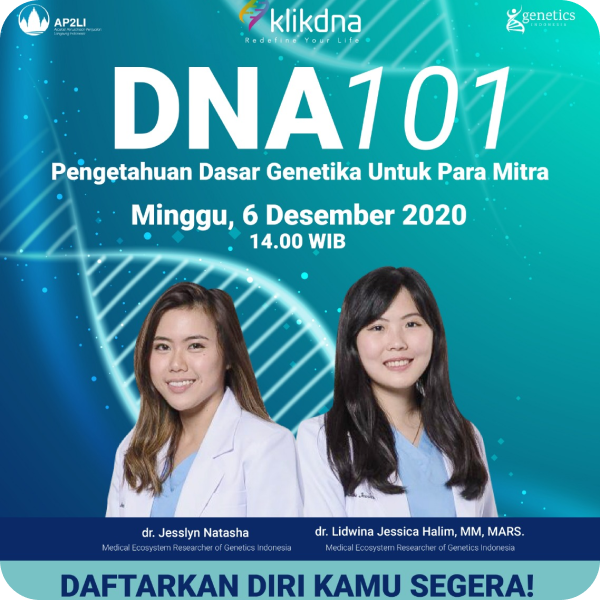 AP2LI
klikdna
Redefine Your Life
genetics
INDONESIA
DNA101
Pengetahuan Dasar Genetika Untuk Para Mitra
Minggu, 6 Desember 2020
14.00 WIB
dr. Jesslyn Natasha
Medical Ecosystem Researcher of Genetics Indonesia
dr. Lidwina Jessica Halim, MM, MARS.
Medical Ecosystem Researcher of Genetics Indonesia
DAFTARKAN DIRI KAMU SEGERA!